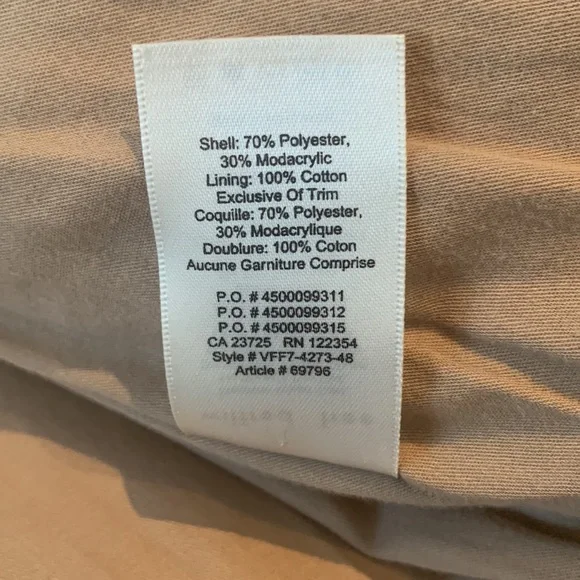 Shell: 70% Polyester,
30% Modacrylic
Lining: 100% Cotton
Exclusive Of Trim
Coquille: 70% Polyester,
30% Modacrylique
Doublure: 100% Coton
Aucune Garniture Comprise
P.O. # 4500099311
P.O. # 4500099312
P.O. # 4500099315
CA 23725 RN 122354
Style # VFF7-4273-48
Article # 69796